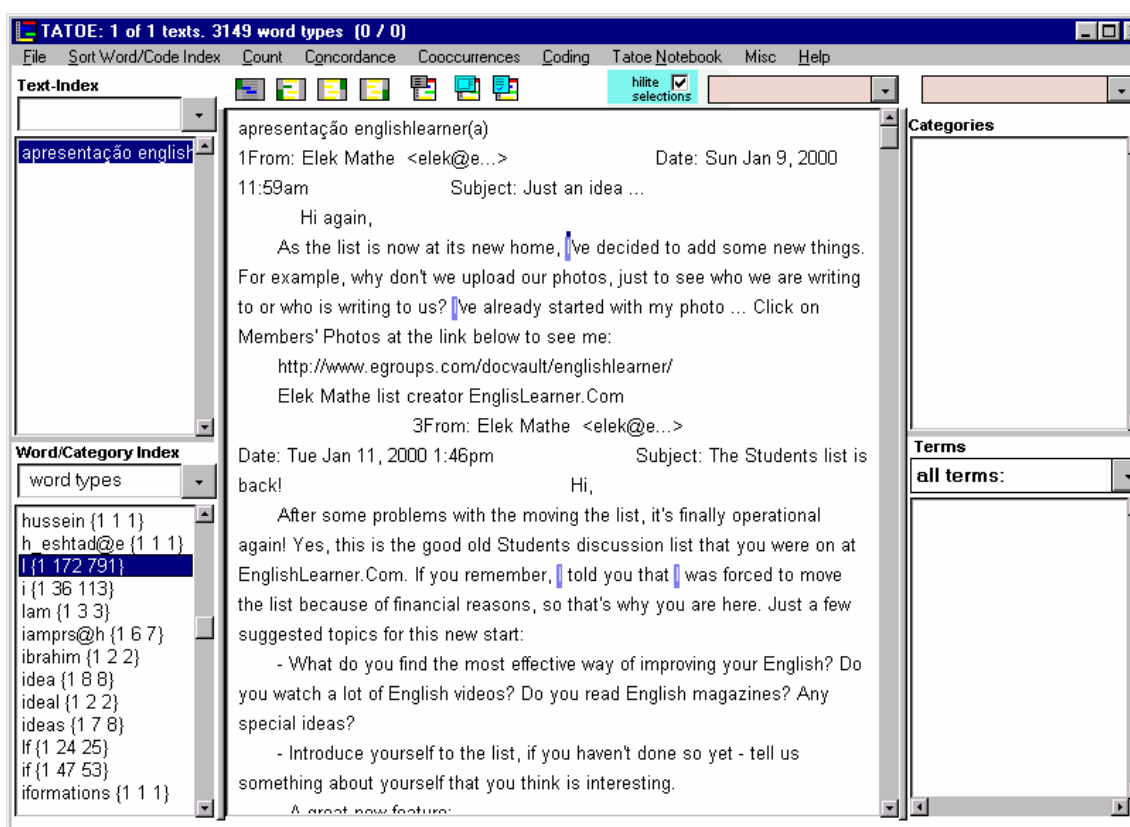 TATOE: 1 of 1 texts. 3149 word types (0 / 0)
File Sort Word/Code Index Count Concordance Cooccurrences Coding Tatoe Notebook Misc Help
Text-Index
hilite
selections
apresentação english
Word/Category Index
word types
hussein {1 1 1}
h_eshtad@e {1 1 1}
I {1 172 791}
i {1 36 113}
Iam {1 3 3}
iamprs@h {1 6 7}
ibrahim {1 2 2}
idea {1 8 8}
ideal {1 2 2}
ideas {1 7 8}
If {1 24 25}
if {1 47 53}
iformations {1 1 1}
apresentação englishlearner(a)
1From: Elek Mathe <elek@e...> Date: Sun Jan 9, 2000
11:59am Subject: Just an idea ...
Hi again,
As the list is now at its new home, I've decided to add some new things.
For example, why don't we upload our photos, just to see who we are writing
to or who is writing to us? I've already started with my photo ... Click on
Members' Photos at the link below to see me:
http://www.egroups.com/docvault/englishlearner/
Elek Mathe list creator EnglisLearner.Com
3From: Elek Mathe <elek@e...>
Date: Tue Jan 11, 2000 1:46pm Subject: The Students list is
back! Hi,
After some problems with the moving the list, it's finally operational
again! Yes, this is the good old Students discussion list that you were on at
EnglishLearner.Com. If you remember, I told you that I was forced to move
the list because of financial reasons, so that's why you are here. Just a few
suggested topics for this new start:
- What do you find the most effective way of improving your English? Do
you watch a lot of English videos? Do you read English magazines? Any
special ideas?
- Introduce yourself to the list, if you haven't done so yet - tell us
something about yourself that you think is interesting.
A great new feature:
Categories
Terms
all terms: